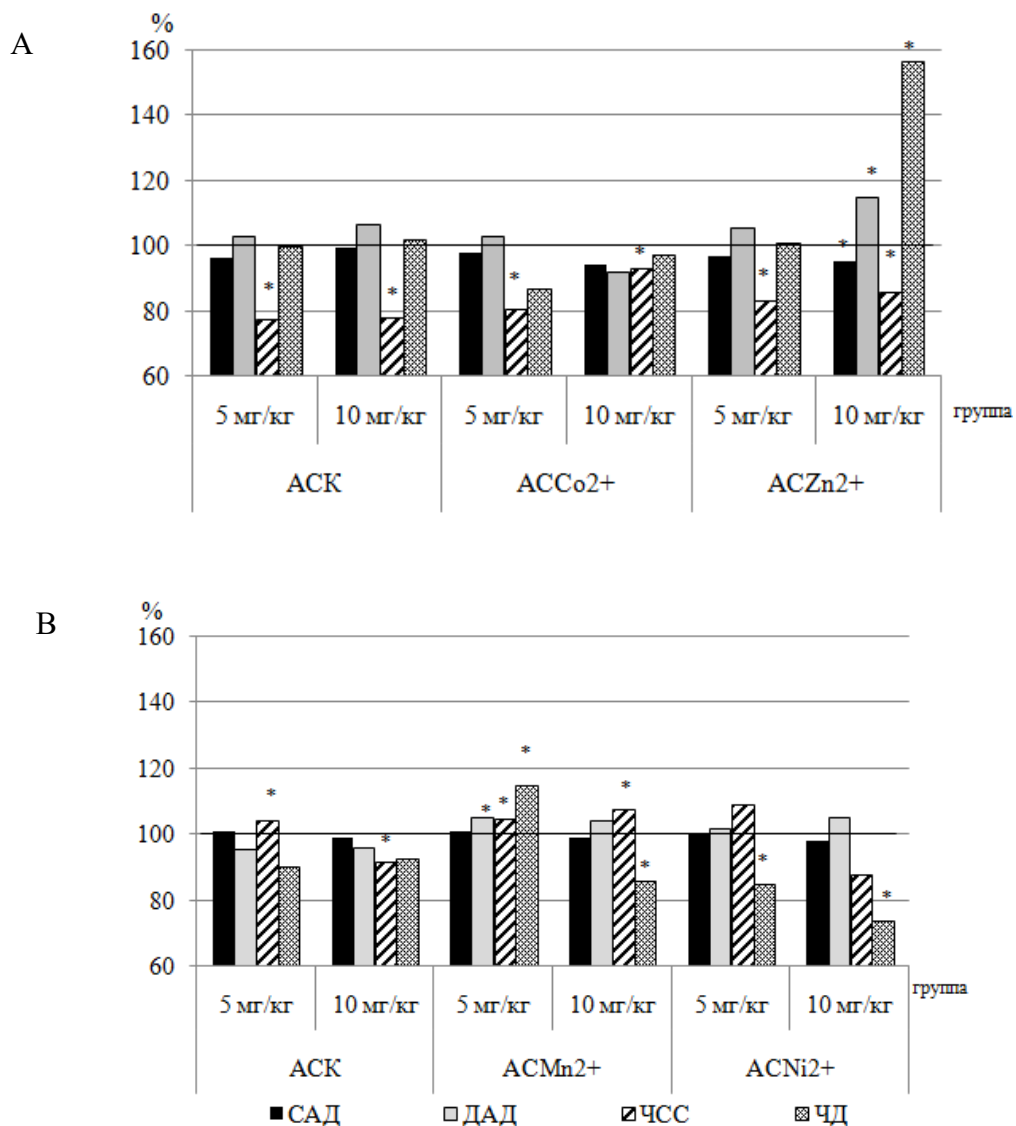 A
%
160
140
120
100
80
60
* * * * * * * * *
5 мг/кг 10 мг/кг 5 мг/кг 10 мг/кг 5 мг/кг 10 мг/кг
группа
АСК АССо2+ ACZn2+
B
%
160
140
120
100
80
60
* * * * * * * * *
5 мг/кг 10 мг/кг 5 мг/кг 10 мг/кг 5 мг/кг 10 мг/кг
группа
АСК ACMn2+ ACNi2+
САД ДАД ЧСС ЧД